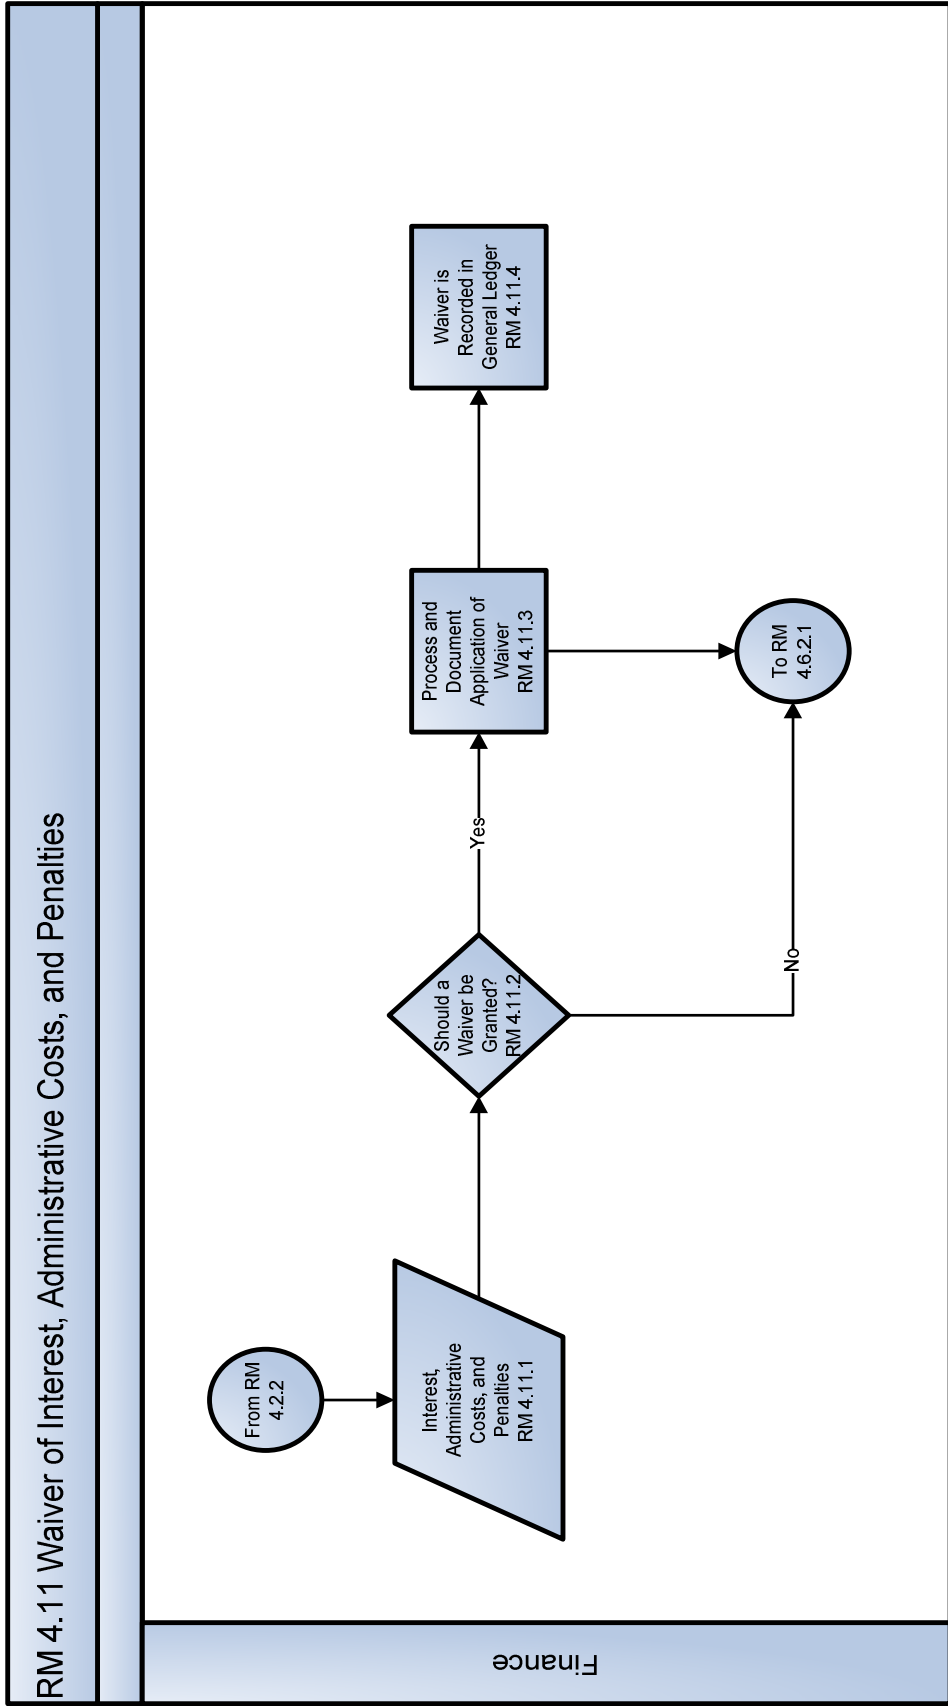 RM 4.11 Waiver of Interest, Administrative Costs, and Penalties
Finance
From RM
4.2.2
Interest,
Administrative
Costs, and
Penalties
RM 4.11.1
Should a
Waiver be
Granted?
RM 4.11.2
Yes
No
Process and
Document
Application of
Waiver
RM 4.11.3
To RM
4.6.2.1
Waiver is
Recorded in
General Ledger
RM 4.11.4